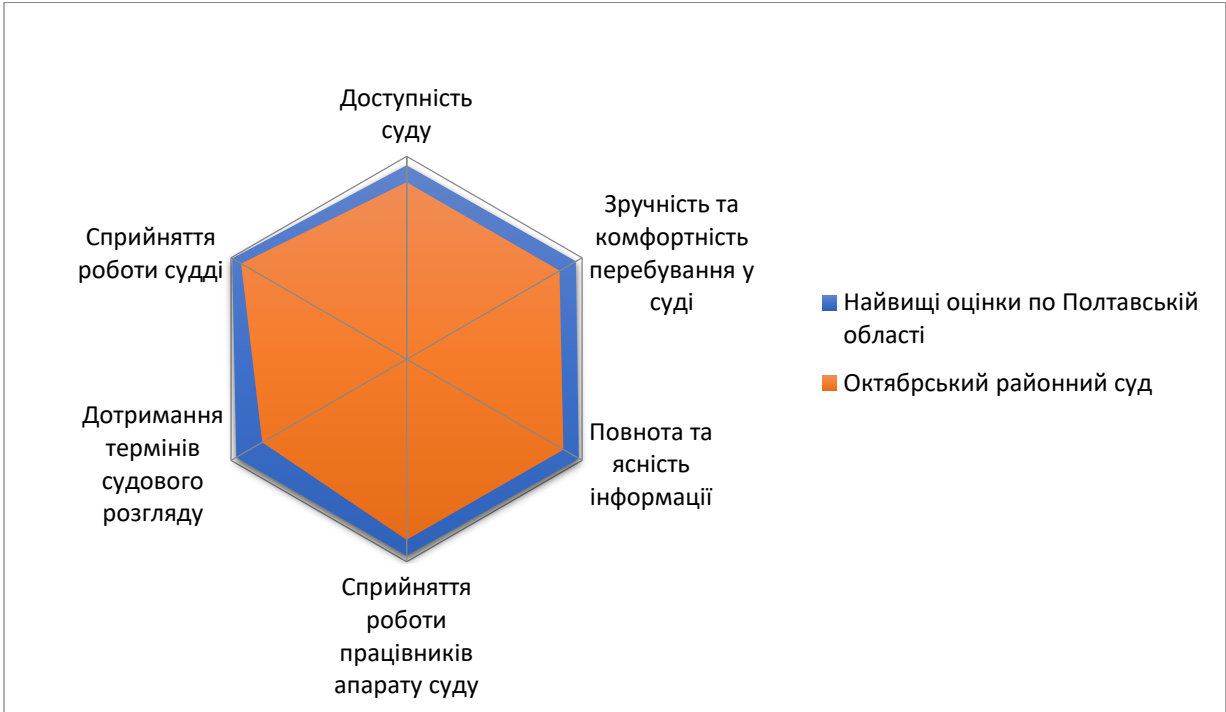 Доступність
суду
Зручність та
комфортність
перебування у
суді
Повнота та
ясність
інформації
Сприйняття
роботи
працівників
апарату суду
Дотримання
термінів
судового
розгляду
Сприйняття
роботи судді
Найвищі оцінки по Полтавській
області
Октябрський районний суд